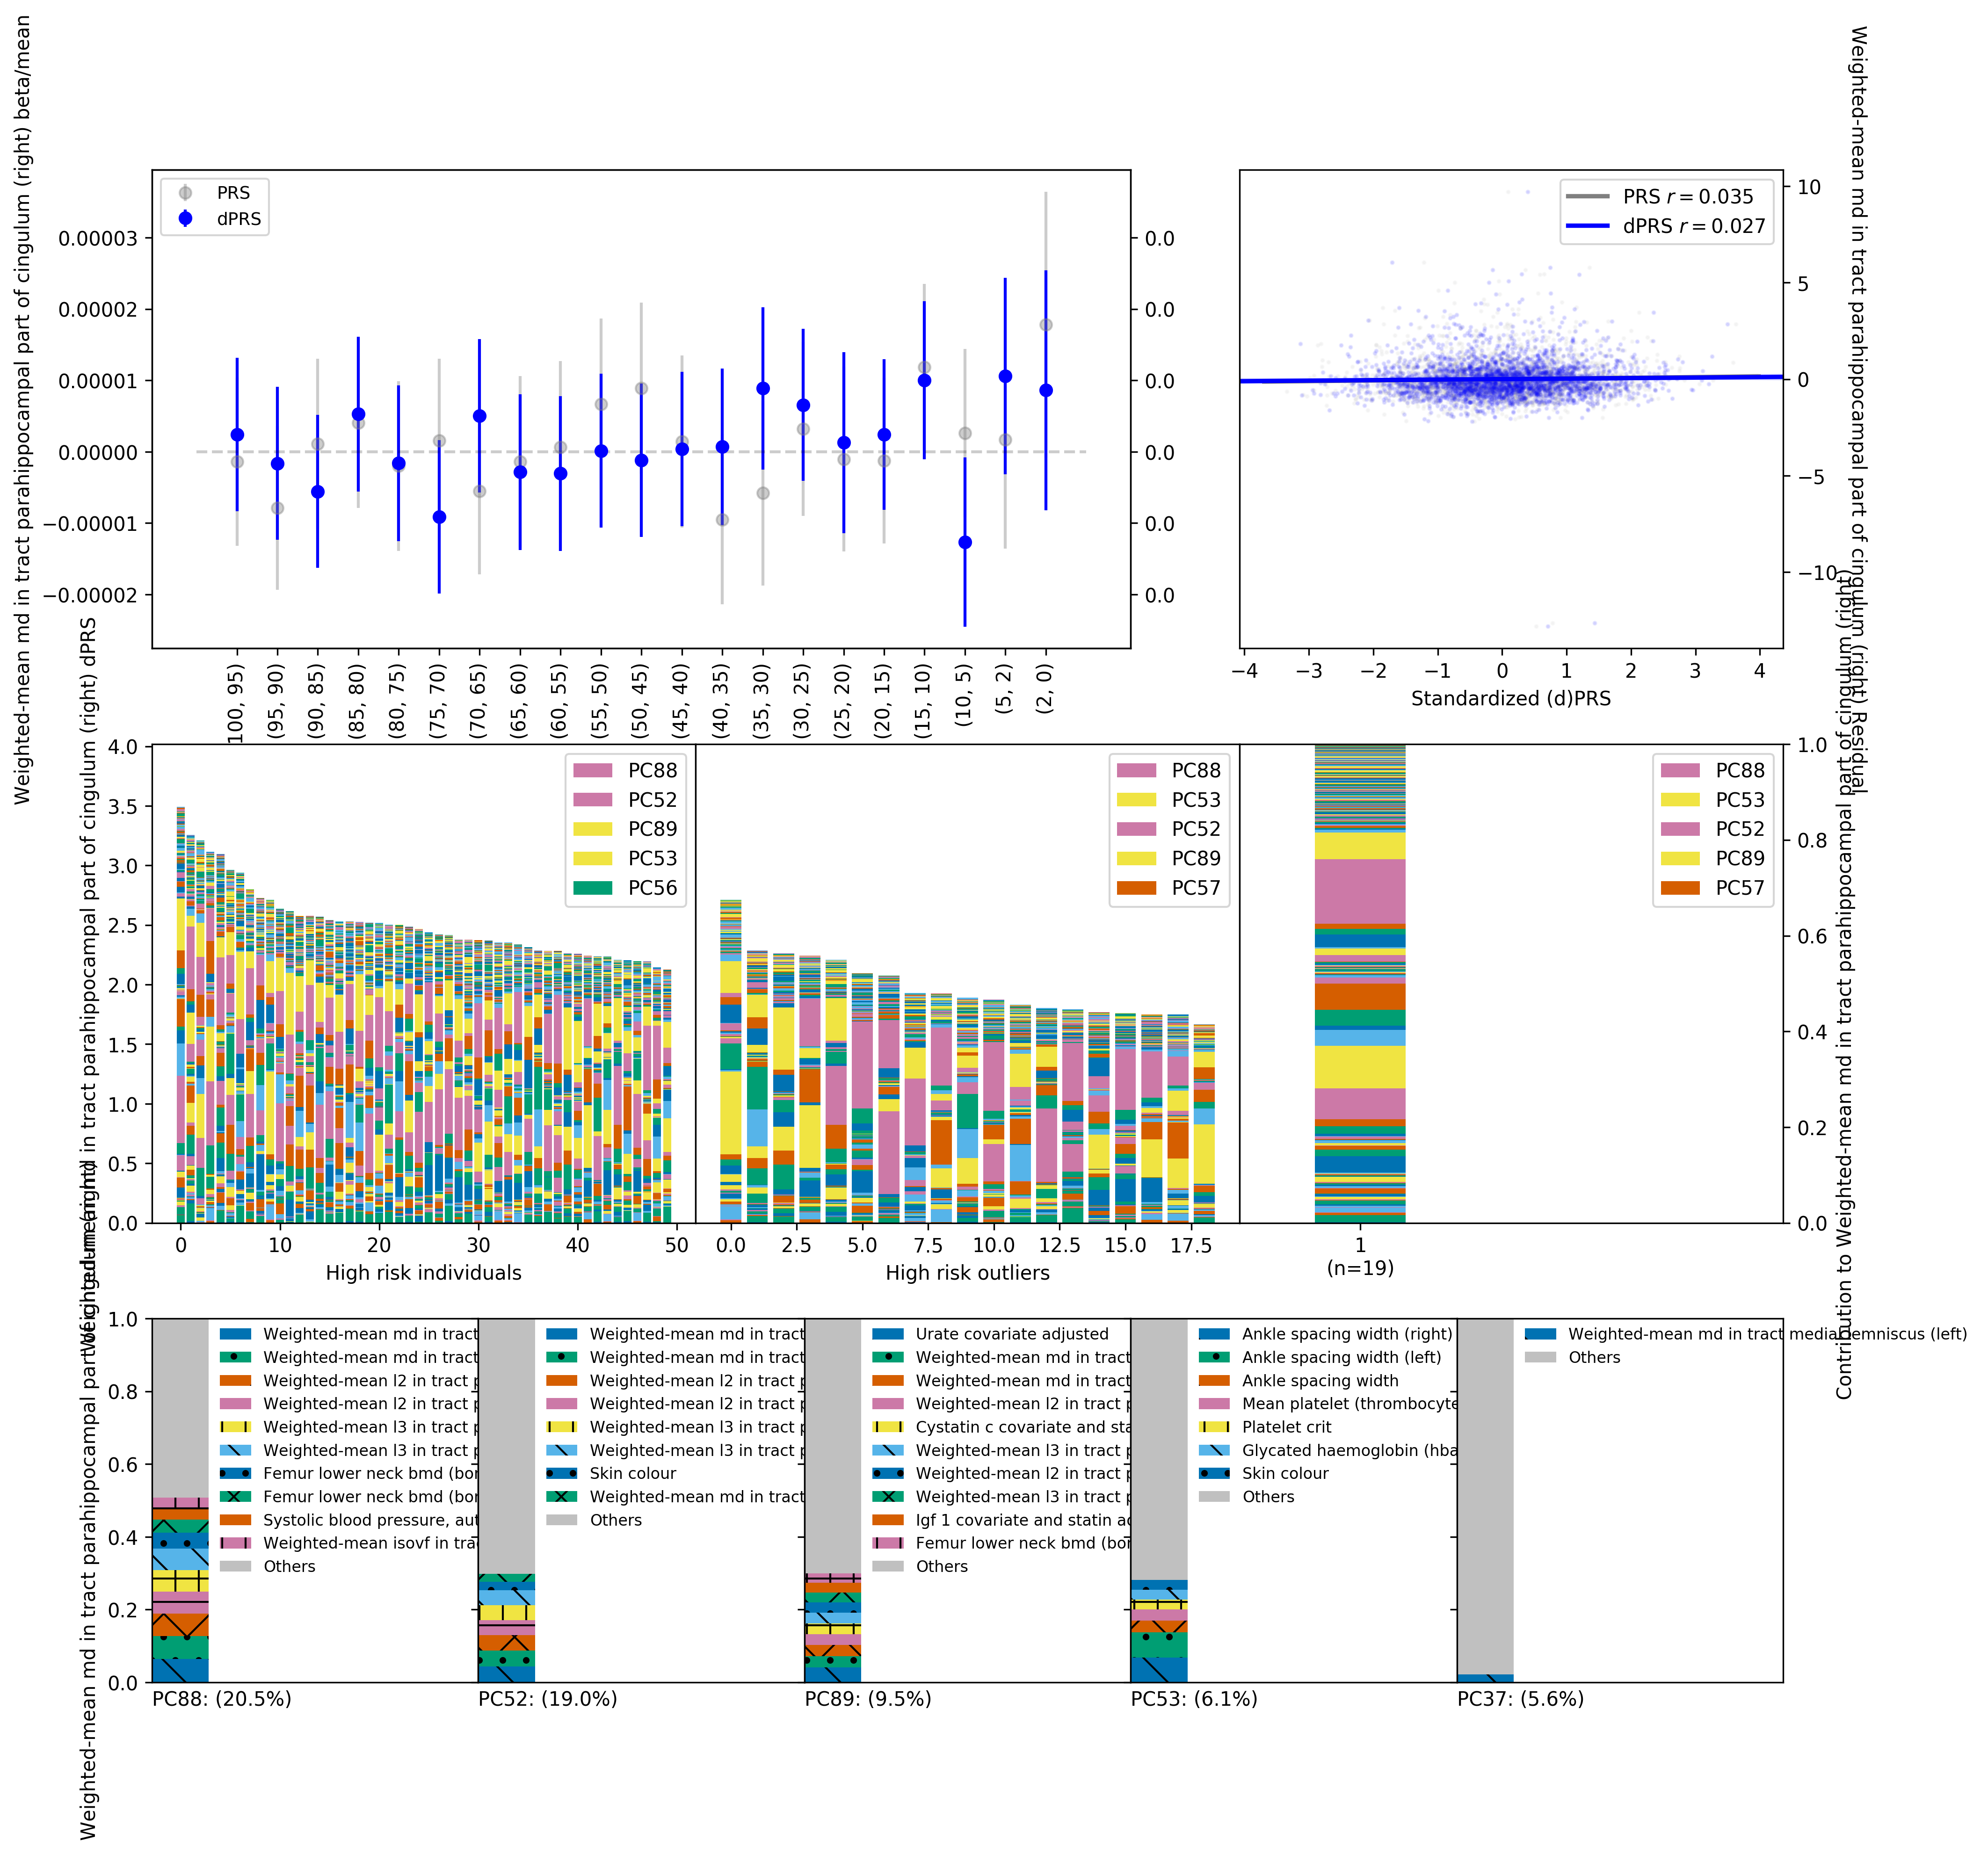 Weighted-mean md in tract parahippocampal part of cingulum (right) beta/mean
PRS
dPRS
0.00003
0.00002
0.00001
0.00000
−0.00001
−0.00002
0.0
0.0
0.0
0.0
0.0
0.0
100, 95)
(95, 90)
(90, 85)
(85, 80)
(80, 75)
(75, 70)
(70, 65)
(65, 60)
(60, 55)
(55, 50)
(50, 45)
(45, 40)
(40, 35)
(35, 30)
(30, 25)
(25, 20)
(20, 15)
(15, 10)
(10, 5)
(5, 2)
(2, 0)
PRS r = 0.035
dPRS r = 0.027
10
5
0
−5
−10
−4
−3
−2
−1
0
1
2
3
4
Standardized (d)PRS
Weighted-mean md in tract parahippocampal part of cingulum (right) Residual
in tract parahippocampal part of cingulum (right) dPRS
4.0
3.5
3.0
2.5
2.0
1.5
1.0
0.5
0.0
PC88
PC52
PC89
PC53
PC56
0
10
20
30
40
50
High risk individuals
PC88
PC53
PC52
PC89
PC57
0.0
2.5
5.0
7.5
10.0
12.5
15.0
17.5
High risk outliers
PC88
PC53
PC52
PC89
PC57
1
(n=19)
1.0
0.8
0.6
0.4
0.2
0.0
Contribution to Weighted-mean md in tract parahippocampal part of cingulum (right)
Weighted-mean md in tract parahippocampal part of
1.0
0.8
0.6
0.4
0.2
0.0
Weighted-mean md in tract
Weighted-mean md in tract
Weighted-mean l2 in tract p
Weighted-mean l2 in tract p
Weighted-mean l3 in tract p
Weighted-mean l3 in tract p
Femur lower neck bmd (bon
Femur lower neck bmd (bon
Systolic blood pressure, aut
Weighted-mean isovf in trac
Others
PC88: (20.5%)
Weighted-mean md in tract
Weighted-mean md in tract
Weighted-mean l2 in tract p
Weighted-mean l2 in tract p
Weighted-mean l3 in tract p
Weighted-mean l3 in tract p
Skin colour
Weighted-mean md in tract
Others
PC52: (19.0%)
Urate covariate adjusted
Weighted-mean md in tract
Weighted-mean md in tract
Weighted-mean l2 in tract p
Cystatin c covariate and sta
Weighted-mean l3 in tract p
Weighted-mean l2 in tract p
Weighted-mean l3 in tract p
Igf 1 covariate and statin ad
Femur lower neck bmd (bon
Others
PC89: (9.5%)
Ankle spacing width (right)
Ankle spacing width (left)
Ankle spacing width
Mean platelet (thrombocyte
Platelet crit
Glycated haemoglobin (hba
Skin colour
Others
PC53: (6.1%)
Weighted-mean md in tract medial lemniscus (left)
Others
PC37: (5.6%)